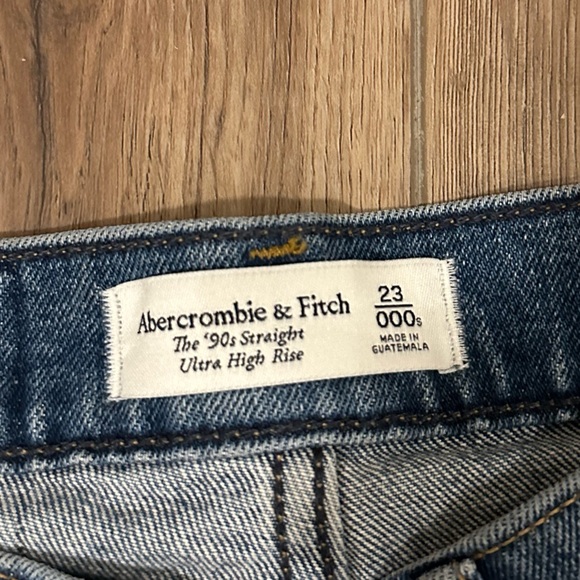 Abercrombie & Fitch
The '90s Straight
Ultra High Rise
23
000s
MADE IN
GUATEMALA